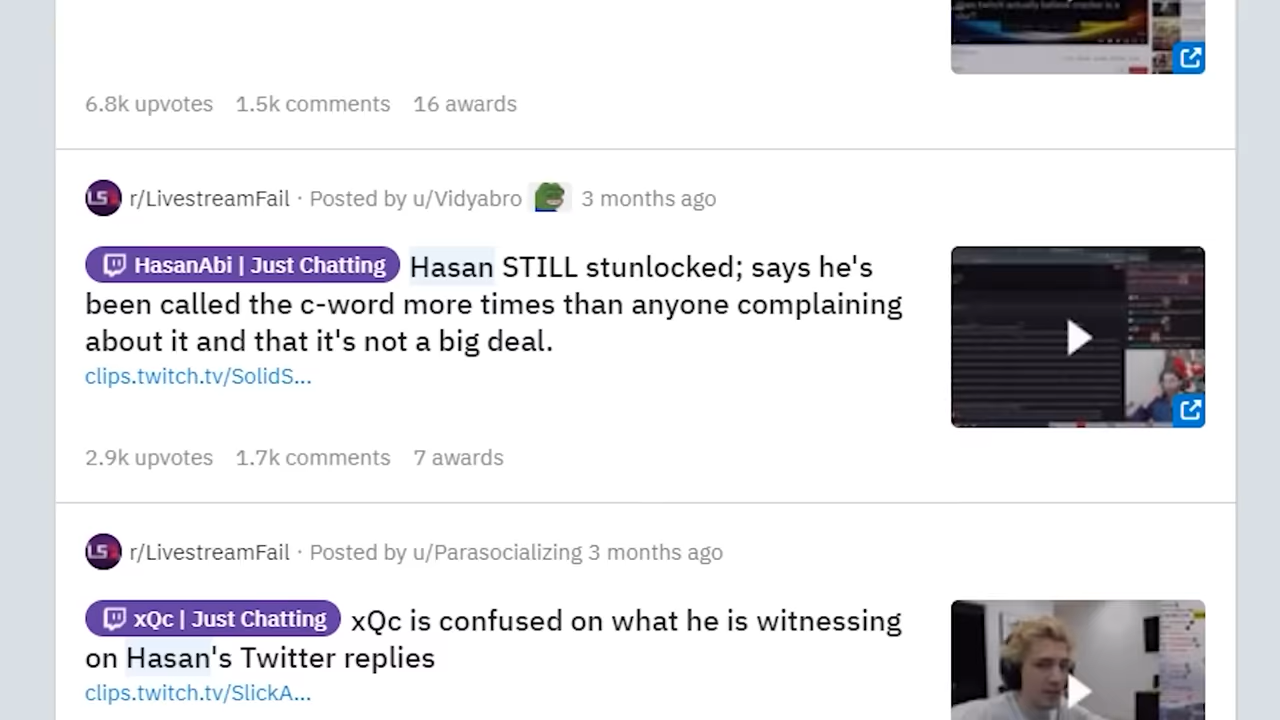 6.8k upvotes 1.5k comments 16 awards
r/LivestreamFail · Posted by u/Vidyabro 3 months ago
HasanAbi | Just Chatting Hasan STILL stunlocked; says he's
been called the c-word more times than anyone complaining
about it and that it's not a big deal.
clips.twitch.tv/SolidS...
2.9k upvotes 1.7k comments 7 awards
r/LivestreamFail · Posted by u/Parasocializing 3 months ago
xQc | Just Chatting xQc is confused on what he is witnessing
on Hasan's Twitter replies
clips.twitch.tv/SlickA...